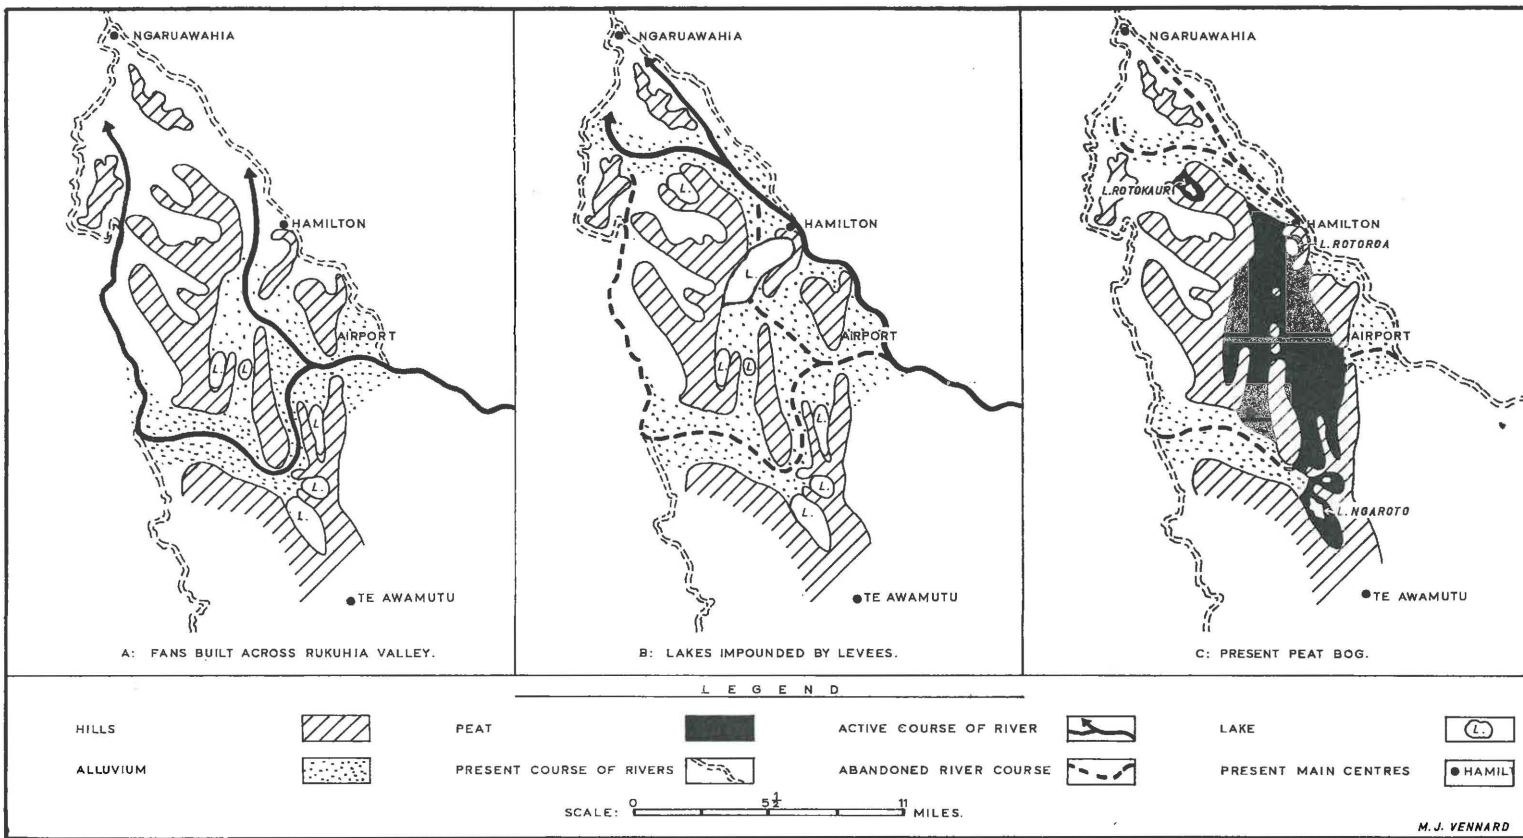 NGARUAWAHIA
HAMILTON
AIRPORT
L.
L.
L.
L.
L.
TE AWAMUTU
A: FANS BUILT ACROSS RUKUHIA VALLEY.
NGARUAWAHIA
L.
HAMILTON
L.
AIRPORT
L.
L.
L.
L.
L.
TE AWAMUTU
B: LAKES IMPOUNDED BY LEVEES.
NGARUAWAHIA
L.ROTOKAURI
HAMILTON
L.ROTOROA
AIRPORT
L.NGAROTO
TE AWAMUTU
C: PRESENT PEAT BOG.
LEGEND
HILLS
PEAT
ACTIVE COURSE OF RIVER
LAKE
L.
ALLUVIUM
PRESENT COURSE OF RIVERS
ABANDONED RIVER COURSE
PRESENT MAIN CENTRES
HAMILT
SCALE: 0 5½ 11 MILES.
M. J. VENNARD